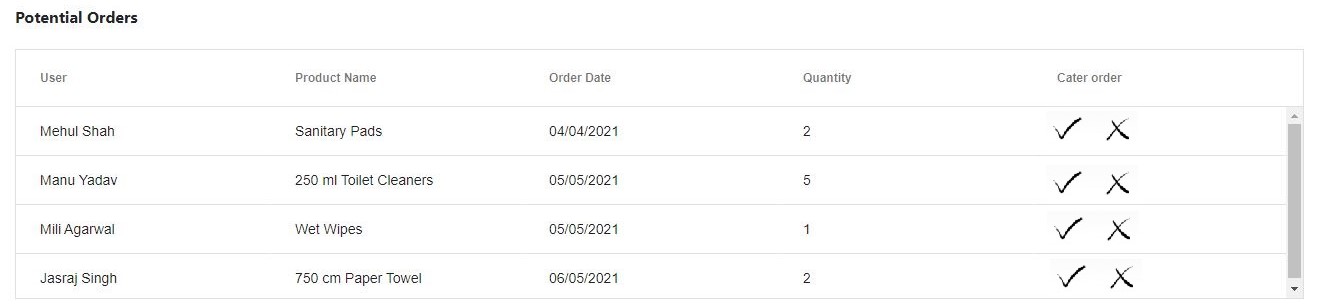 Potential Orders
User Product Name Order Date Quantity Cater order
Mehul Shah Sanitary Pads 04/04/2021 2
Manu Yadav 250 ml Toilet Cleaners 05/05/2021 5
Mili Agarwal Wet Wipes 05/05/2021 1
Jasraj Singh 750 cm Paper Towel 06/05/2021 2